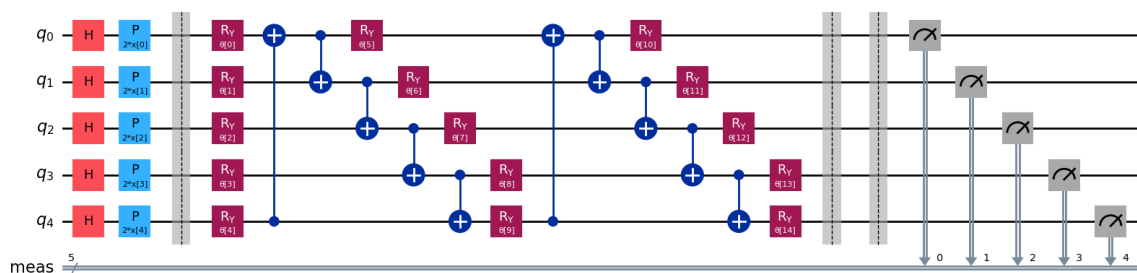 q0 H P 2*x[0] RY θ[0] RY θ[5] RY θ[10]
q1 H P 2*x[1] RY θ[1] RY θ[6] RY θ[11]
q2 H P 2*x[2] RY θ[2] RY θ[7] RY θ[12]
q3 H P 2*x[3] RY θ[3] RY θ[8] RY θ[13]
q4 H P 2*x[4] RY θ[4] RY θ[9] RY θ[14]
meas 5 0 1 2 3 4